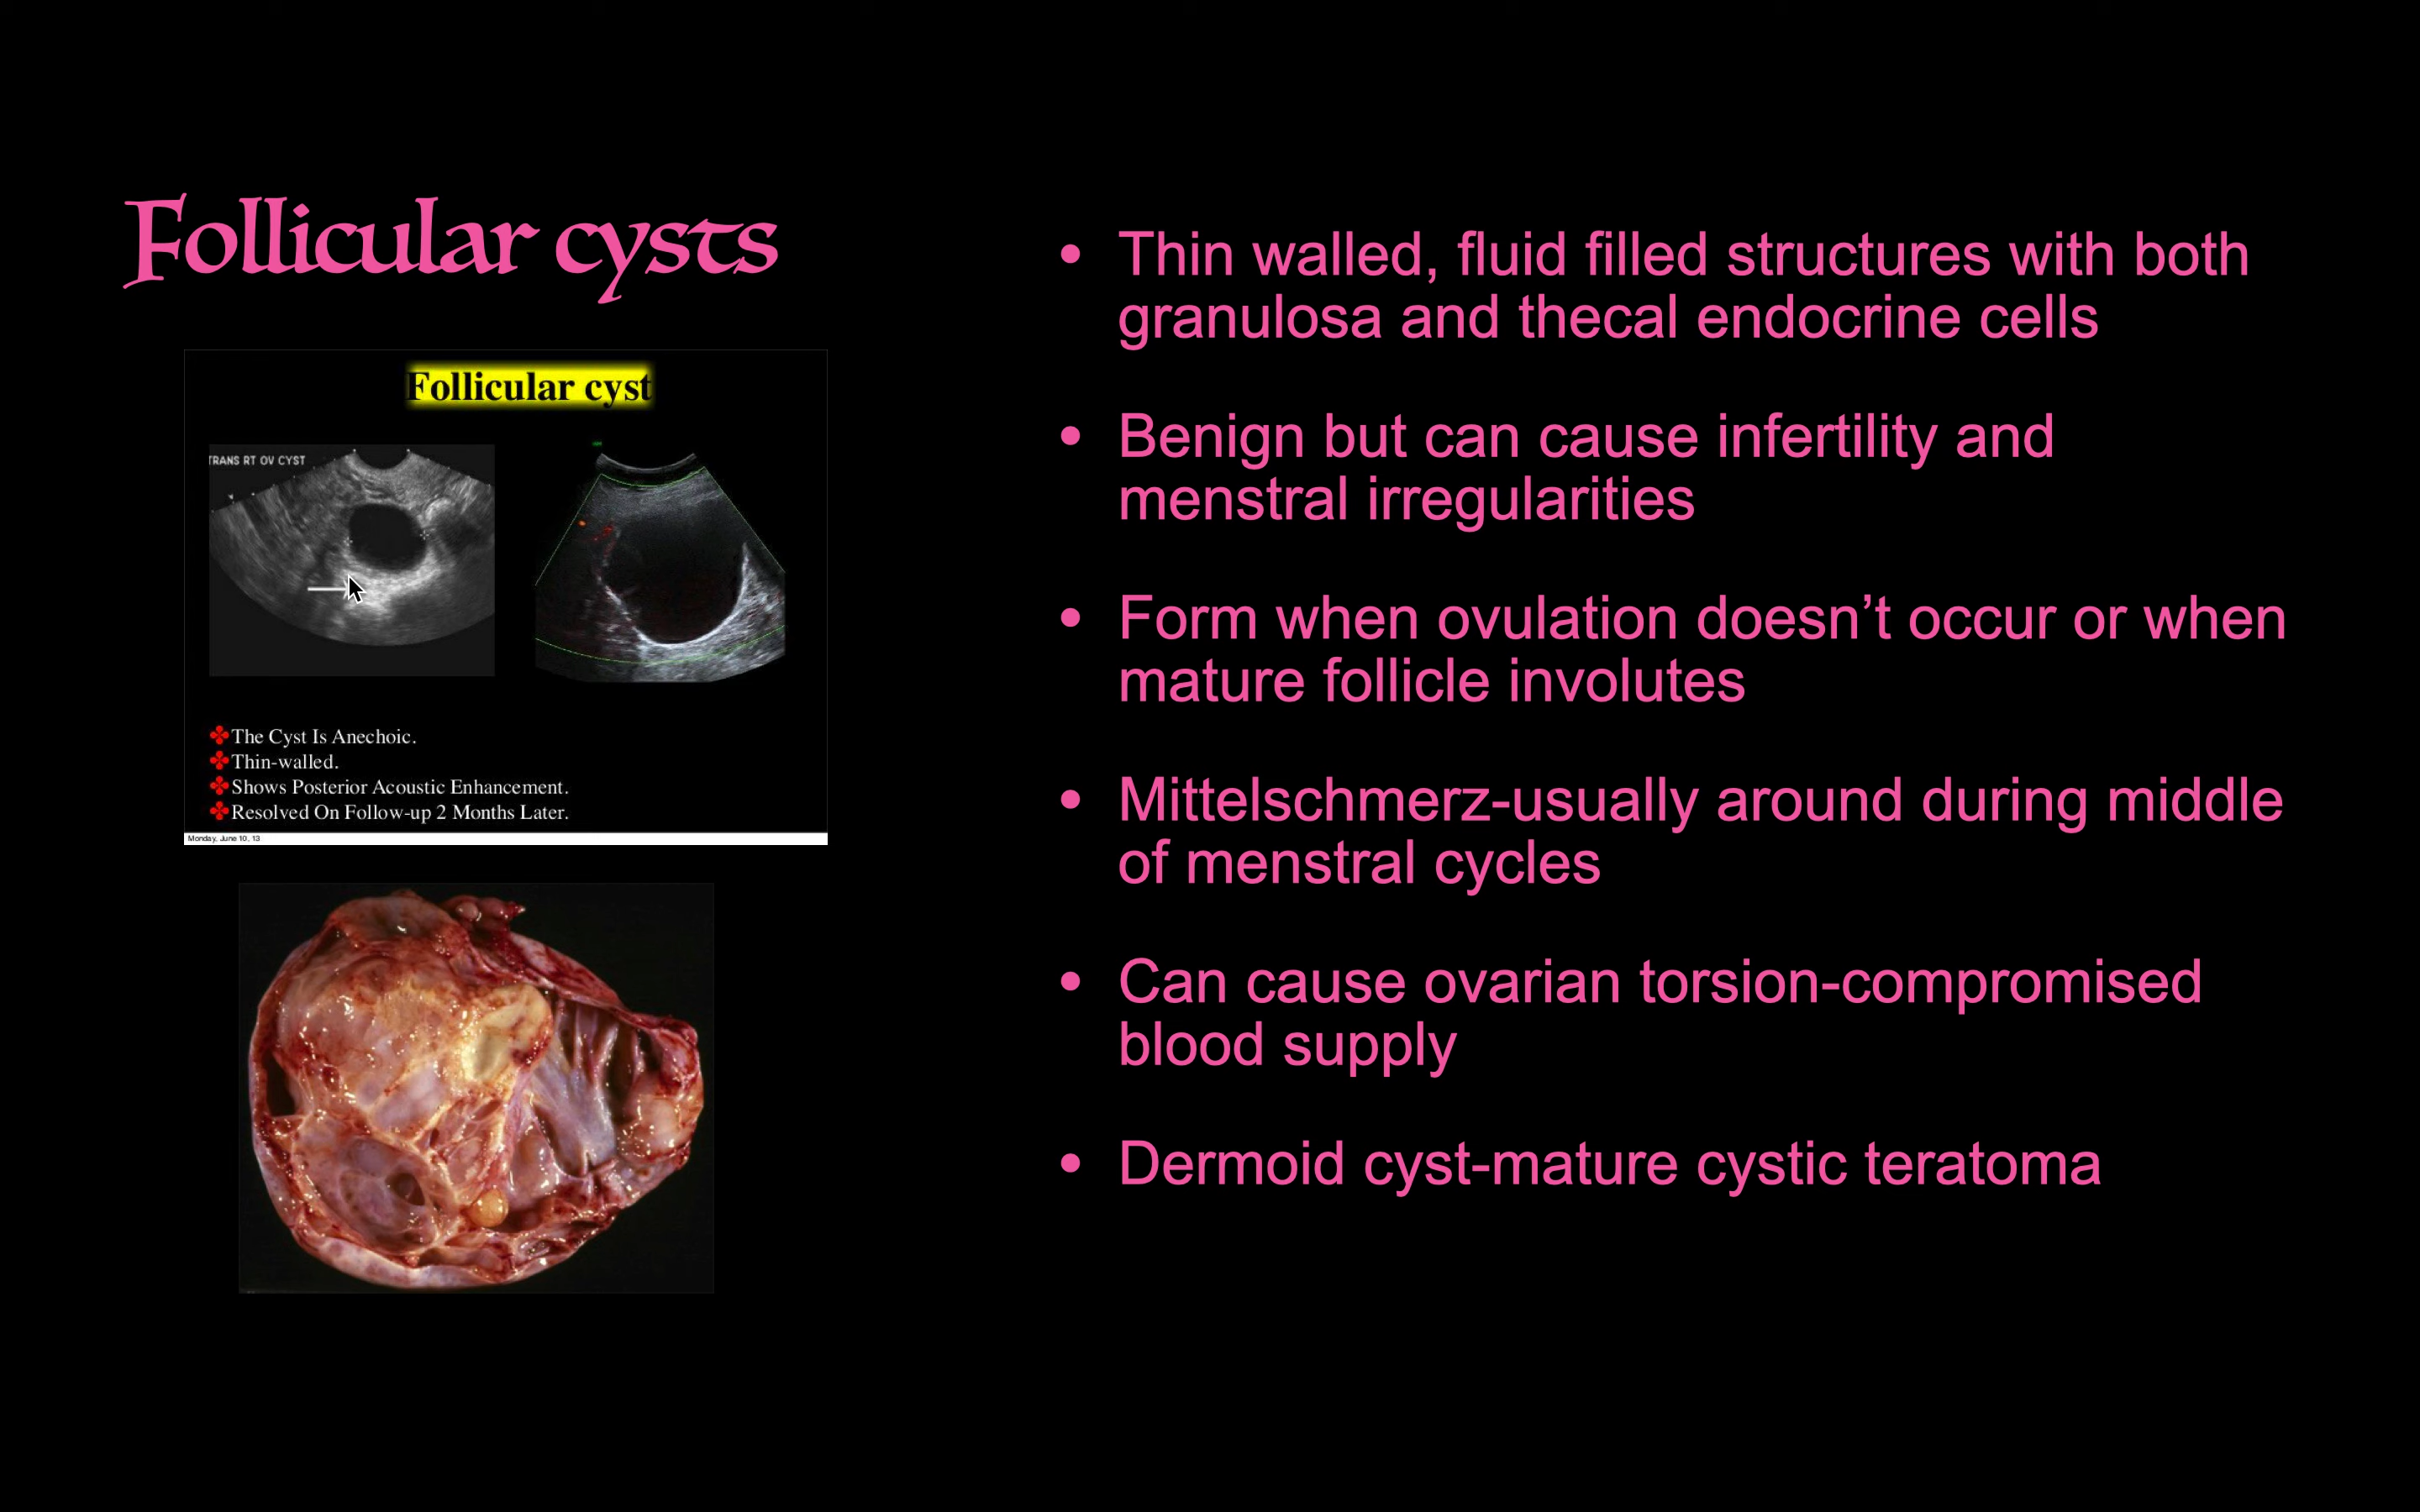 Follicular cysts
Follicular cyst
TRANS RT OV CYST
The Cyst Is Anechoic.
Thin-walled.
Shows Posterior Acoustic Enhancement.
Resolved On Follow-up 2 Months Later.
Monday, June 10, 13
• Thin walled, fluid filled structures with both
granulosa and thecal endocrine cells
• Benign but can cause infertility and
menstral irregularities
• Form when ovulation doesn’t occur or when
mature follicle involutes
• Mittelschmerz-usually around during middle
of menstral cycles
• Can cause ovarian torsion-compromised
blood supply
• Dermoid cyst-mature cystic teratoma